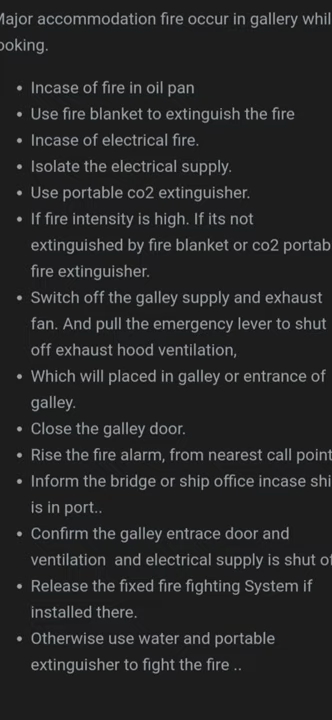 Major accommodation fire occur in gallery whil
ooking.
• Incase of fire in oil pan
• Use fire blanket to extinguish the fire
• Incase of electrical fire.
• Isolate the electrical supply.
• Use portable co2 extinguisher.
• If fire intensity is high. If its not
extinguished by fire blanket or co2 portab
fire extinguisher.
• Switch off the galley supply and exhaust
fan. And pull the emergency lever to shut
off exhaust hood ventilation,
• Which will placed in galley or entrance of
galley.
• Close the galley door.
• Rise the fire alarm, from nearest call point
• Inform the bridge or ship office incase shi
is in port..
• Confirm the galley entrace door and
ventilation  and electrical supply is shut of
• Release the fixed fire fighting System if
installed there.
• Otherwise use water and portable
extinguisher to fight the fire ..